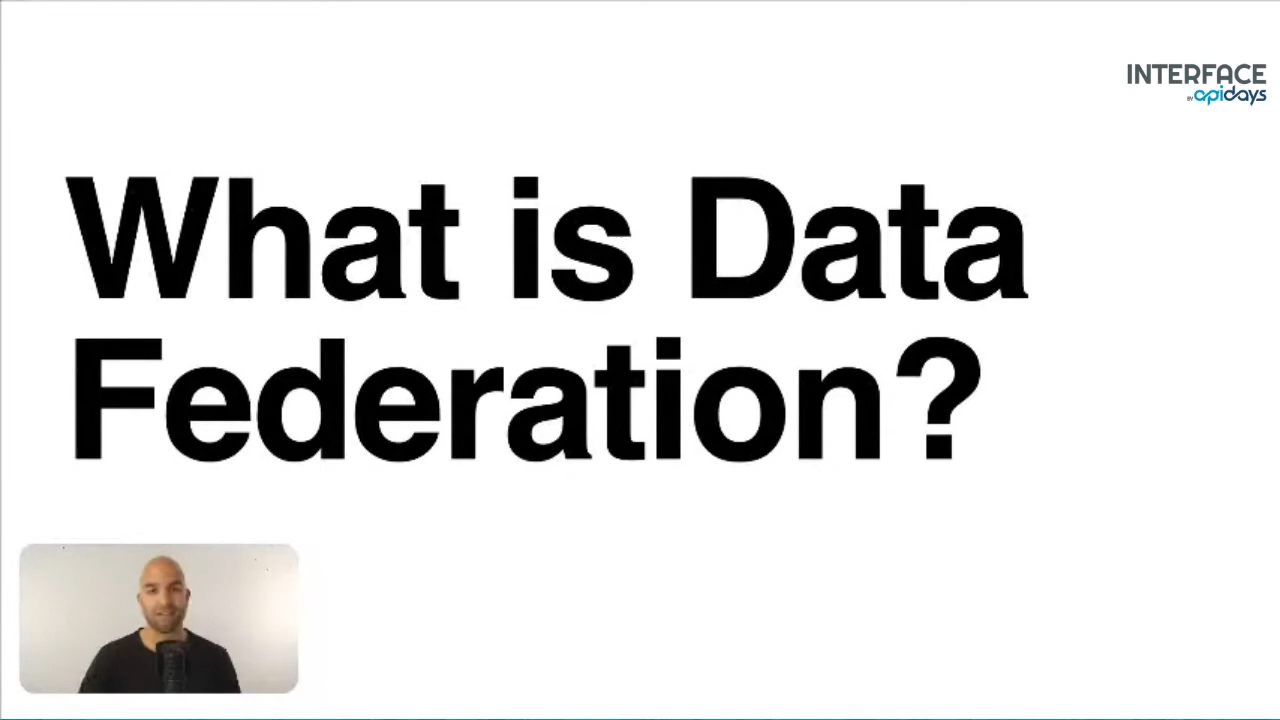 INTERFACE
BY apidays
What is Data
Federation?